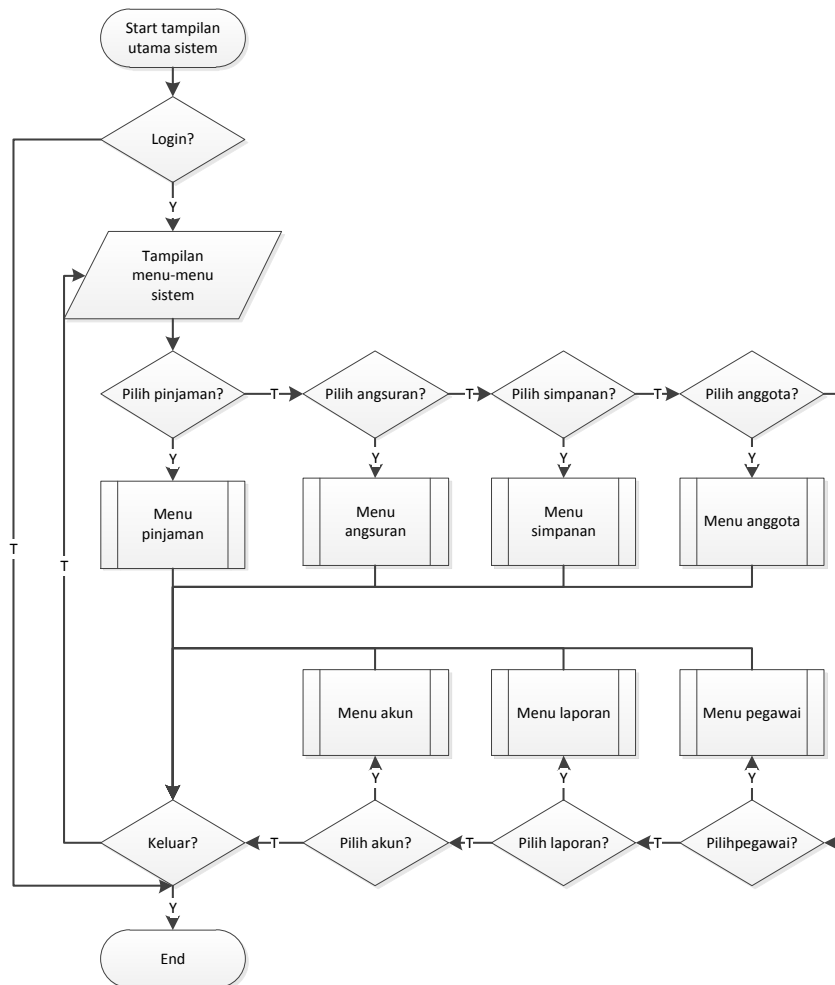 Start tampilan
utama sistem
Login?
Y
Tampilan
menu-menu
sistem
Pilih pinjaman?
T
Pilih angsuran?
T
Pilih simpanan?
T
Pilih anggota?
Y
Y
Y
Y
Menu
pinjaman
Menu
angsuran
Menu
simpanan
Menu anggota
T
T
Menu akun
Menu laporan
Menu pegawai
Y
Y
Y
Keluar?
T
Pilih akun?
T
Pilih laporan?
T
Pilihpegawai?
Y
End